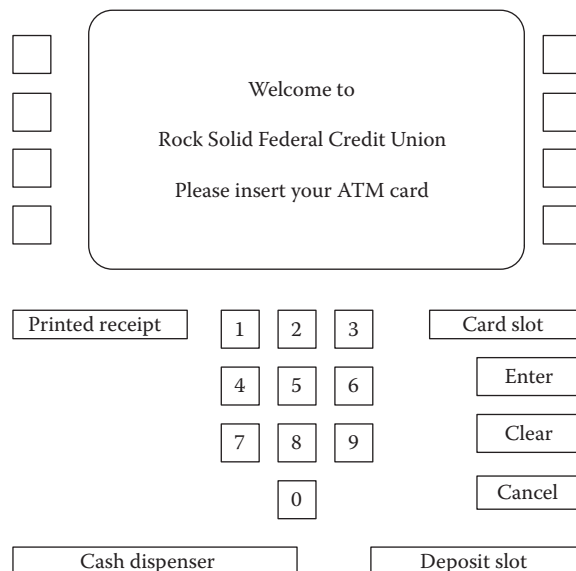 Welcome to
Rock Solid Federal Credit Union
Please insert your ATM card
Printed receipt
1 2 3
Card slot
4 5 6
Enter
7 8 9
Clear
0
Cancel
Cash dispenser
Deposit slot